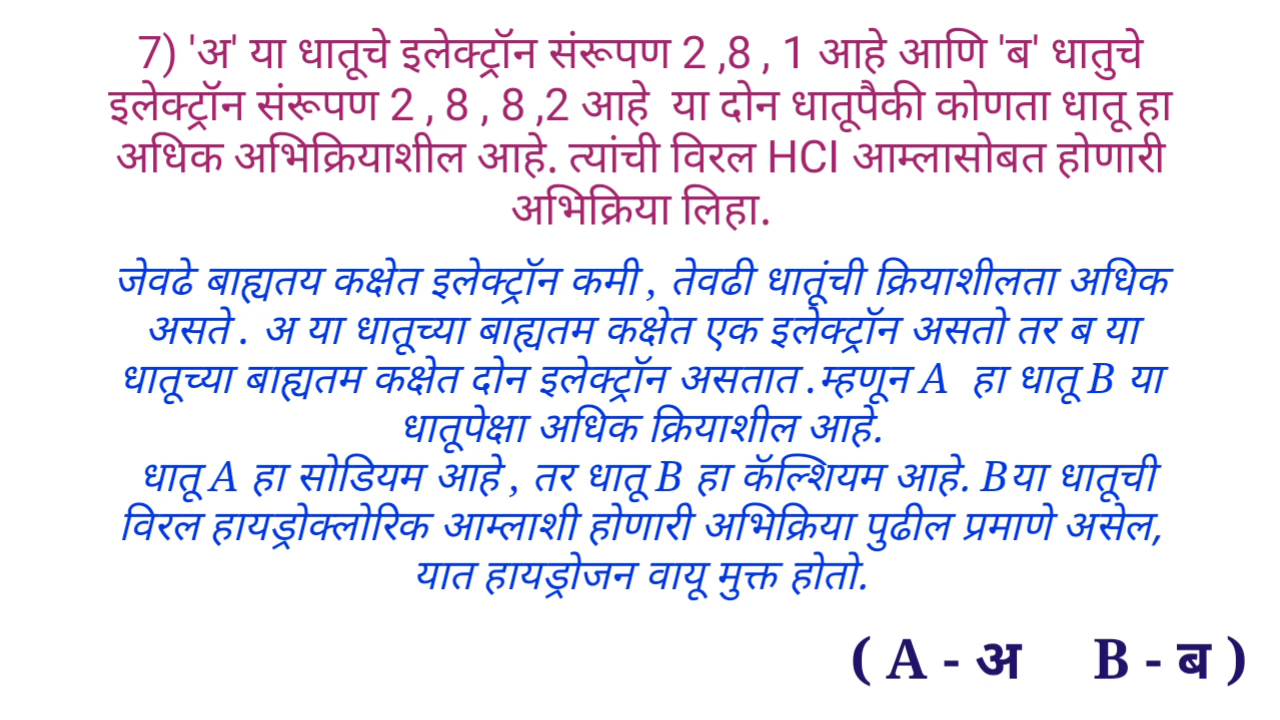 7) 'अ' या धातूचे इलेक्ट्रॉन संरूपण 2 ,8 , 1 आहे आणि 'ब' धातुचे
इलेक्ट्रॉन संरूपण 2 , 8 , 8 ,2 आहे या दोन धातूपैकी कोणता धातू हा
अधिक अभिक्रियाशील आहे. त्यांची विरल HCl आम्लासोबत होणारी
अभिक्रिया लिहा.
जेवढे बाह्यतय कक्षेत इलेक्ट्रॉन कमी , तेवढी धातूंची क्रियाशीलता अधिक
असते . अ या धातूच्या बाह्यतम कक्षेत एक इलेक्ट्रॉन असतो तर ब या
धातूच्या बाह्यतम कक्षेत दोन इलेक्ट्रॉन असतात .म्हणून A हा धातू B या
धातूपेक्षा अधिक क्रियाशील आहे.
धातू A हा सोडियम आहे , तर धातू B हा कॅल्शियम आहे. B या धातूची
विरल हायड्रोक्लोरिक आम्लाशी होणारी अभिक्रिया पुढील प्रमाणे असेल,
यात हायड्रोजन वायू मुक्त होतो.
( A - अ B - ब )